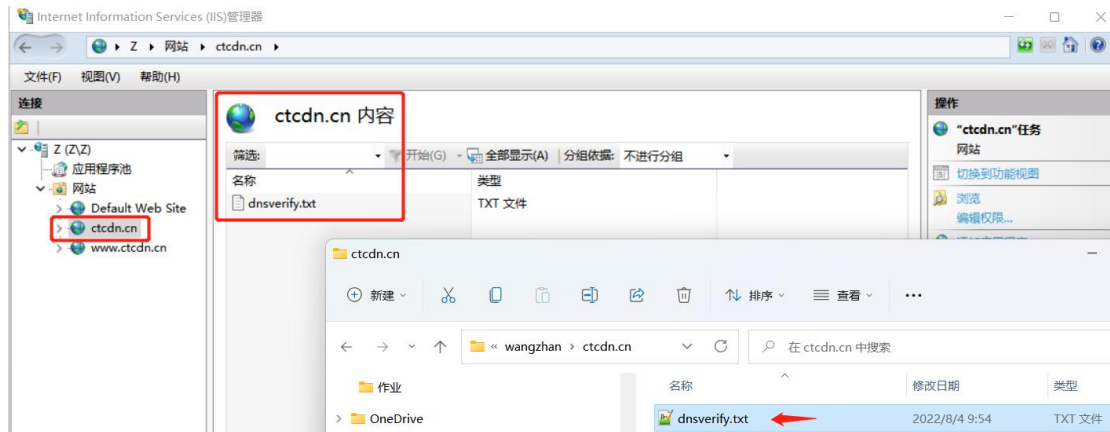 Internet Information Services (IIS)管理器
Z 网站 ctcdn.cn
文件(F) 视图(V) 帮助(H)
连接
Z (Z\Z)
应用程序池
网站
Default Web Site
ctcdn.cn
www.ctcdn.cn
ctcdn.cn 内容
筛选: 开始(G) 全部显示(A) 分组依据: 不进行分组
名称 类型
dnsverify.txt TXT 文件
操作
"ctcdn.cn"任务
网站
切换到功能视图
浏览
编辑权限...
ctcdn.cn
新建 排序 查看 ...
« wangzhan › ctcdn.cn 在 ctcdn.cn 中搜索
作业
OneDrive
名称 修改日期 类型
dnsverify.txt 2022/8/4 9:54 TXT 文件